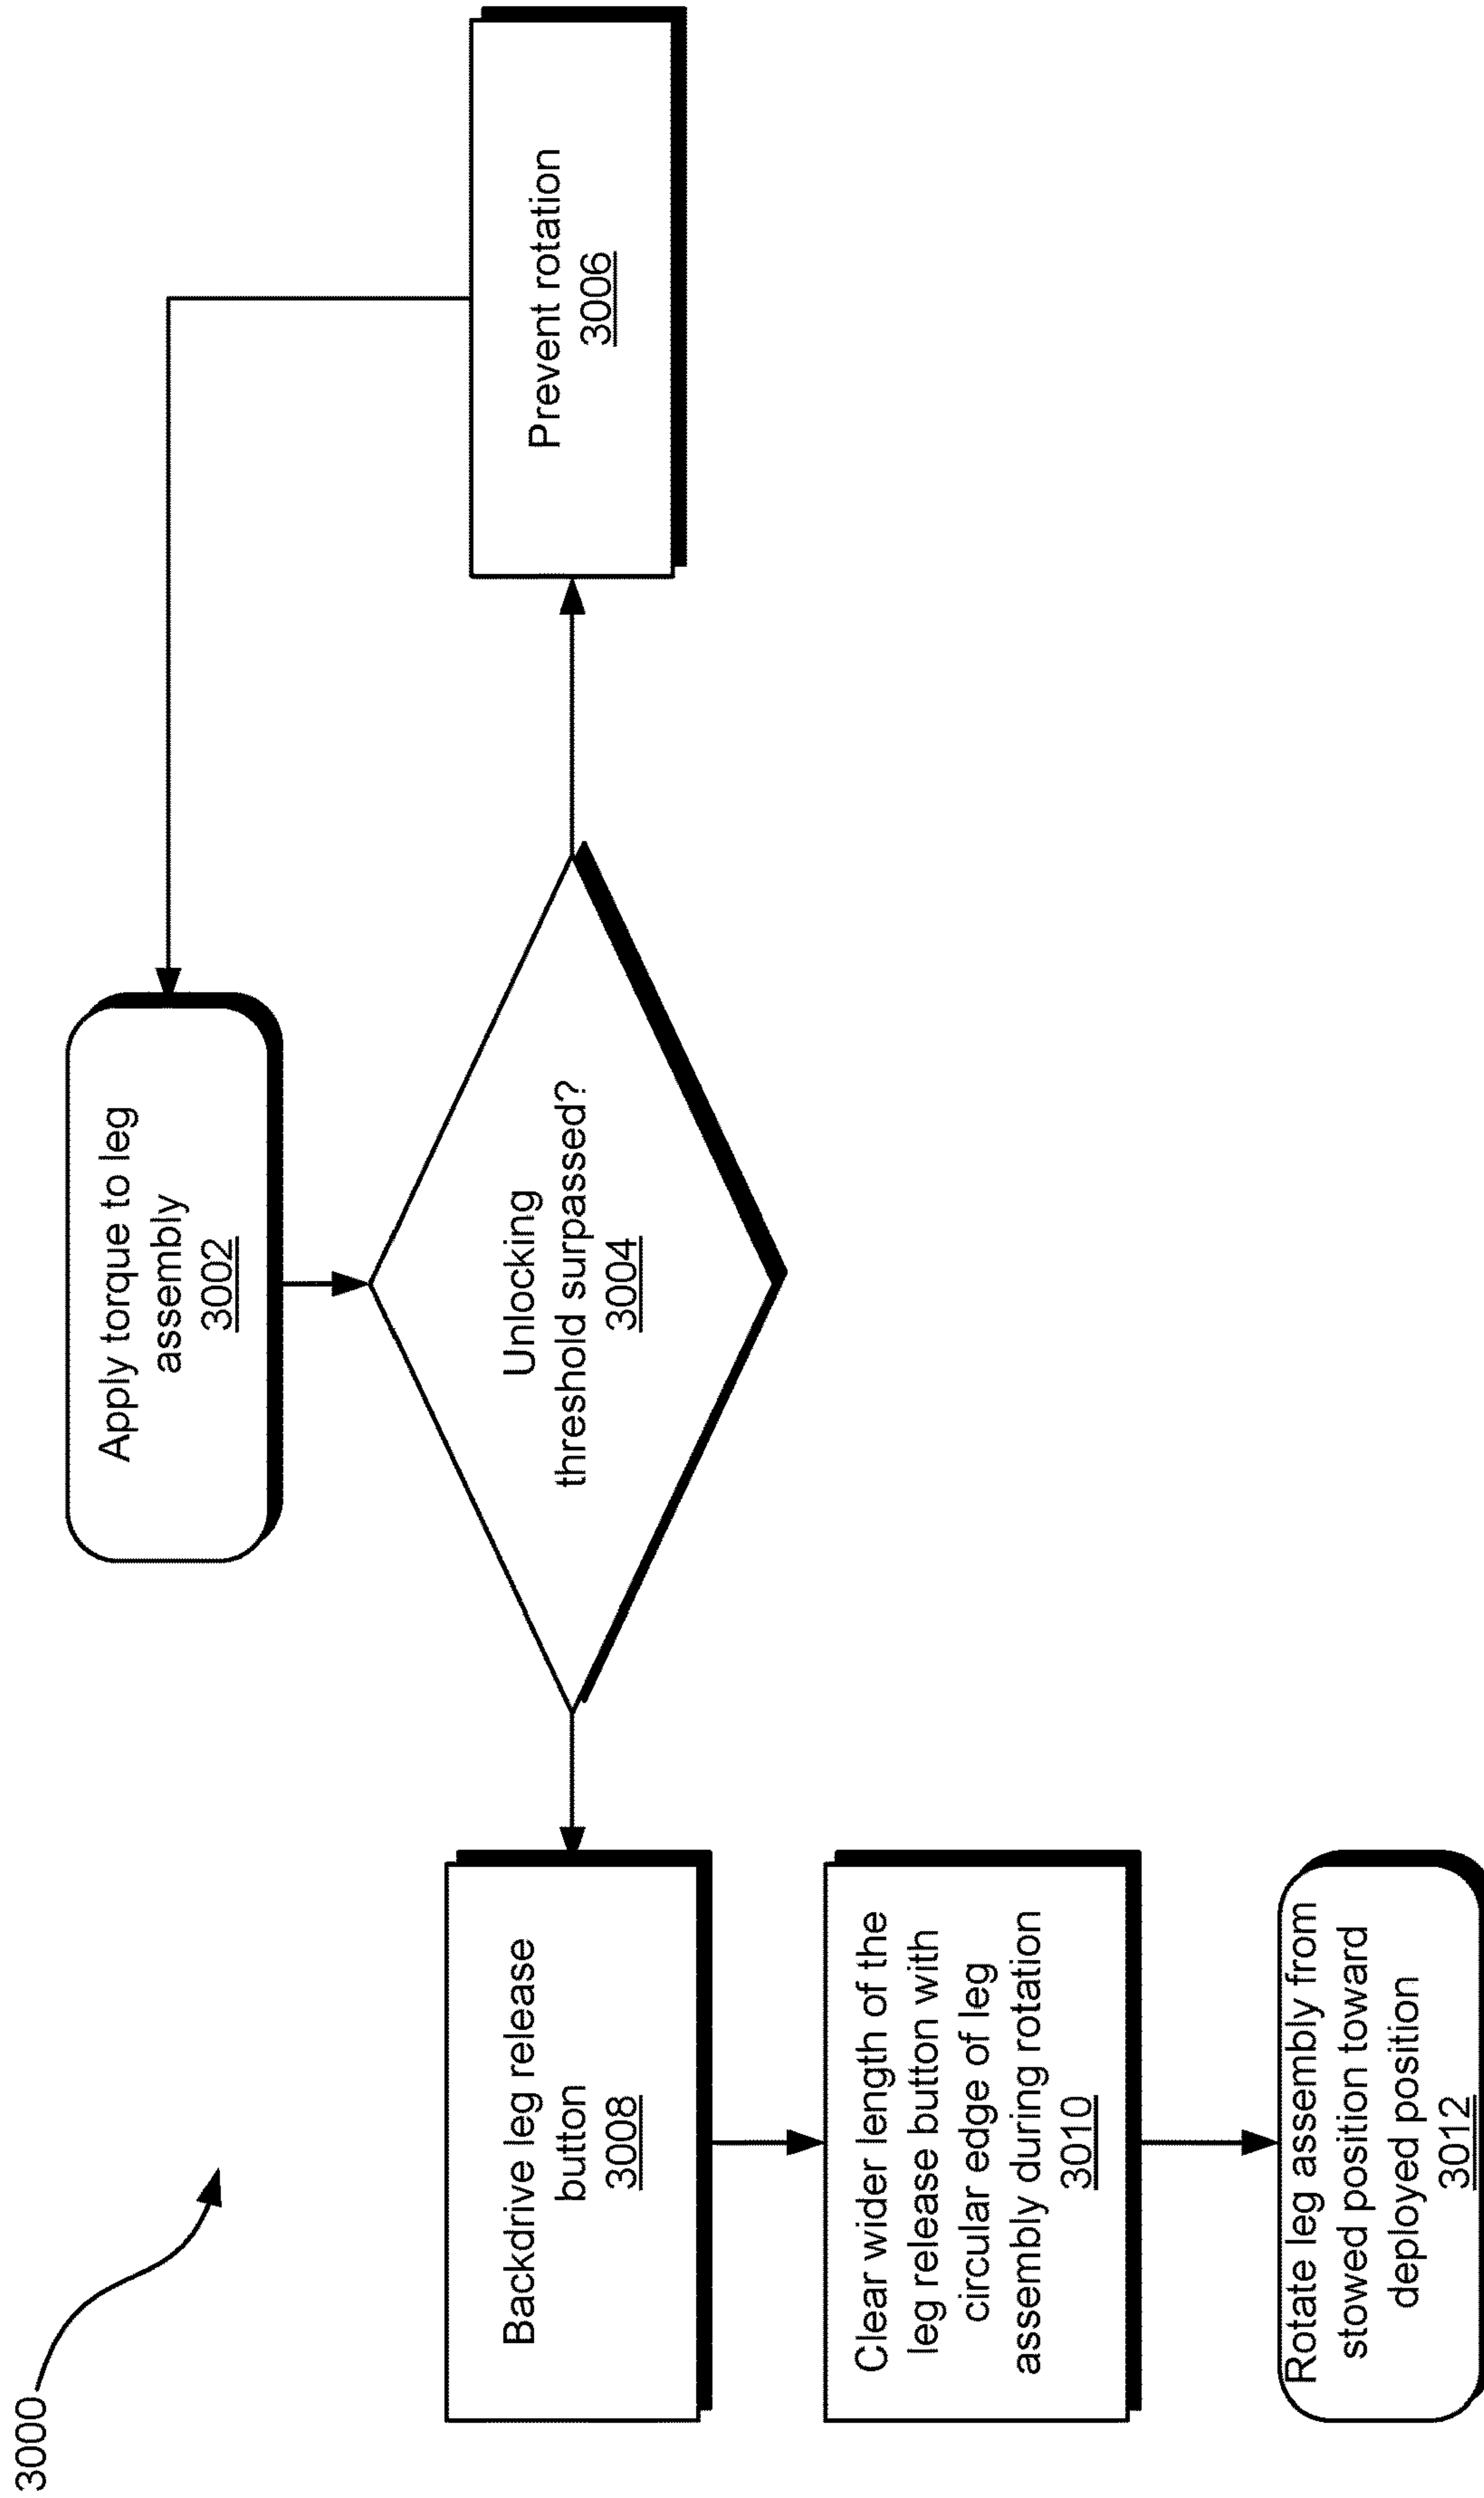 3000
Apply torque to leg
assembly
3002
Unlocking
threshold surpassed?
3004
Prevent rotation
3006
Backdrive leg release
button
3008
Clear wider length of the
leg release button with
circular edge of leg
assembly during rotation
3010
Rotate leg assembly from
stowed position toward
deployed position
3012